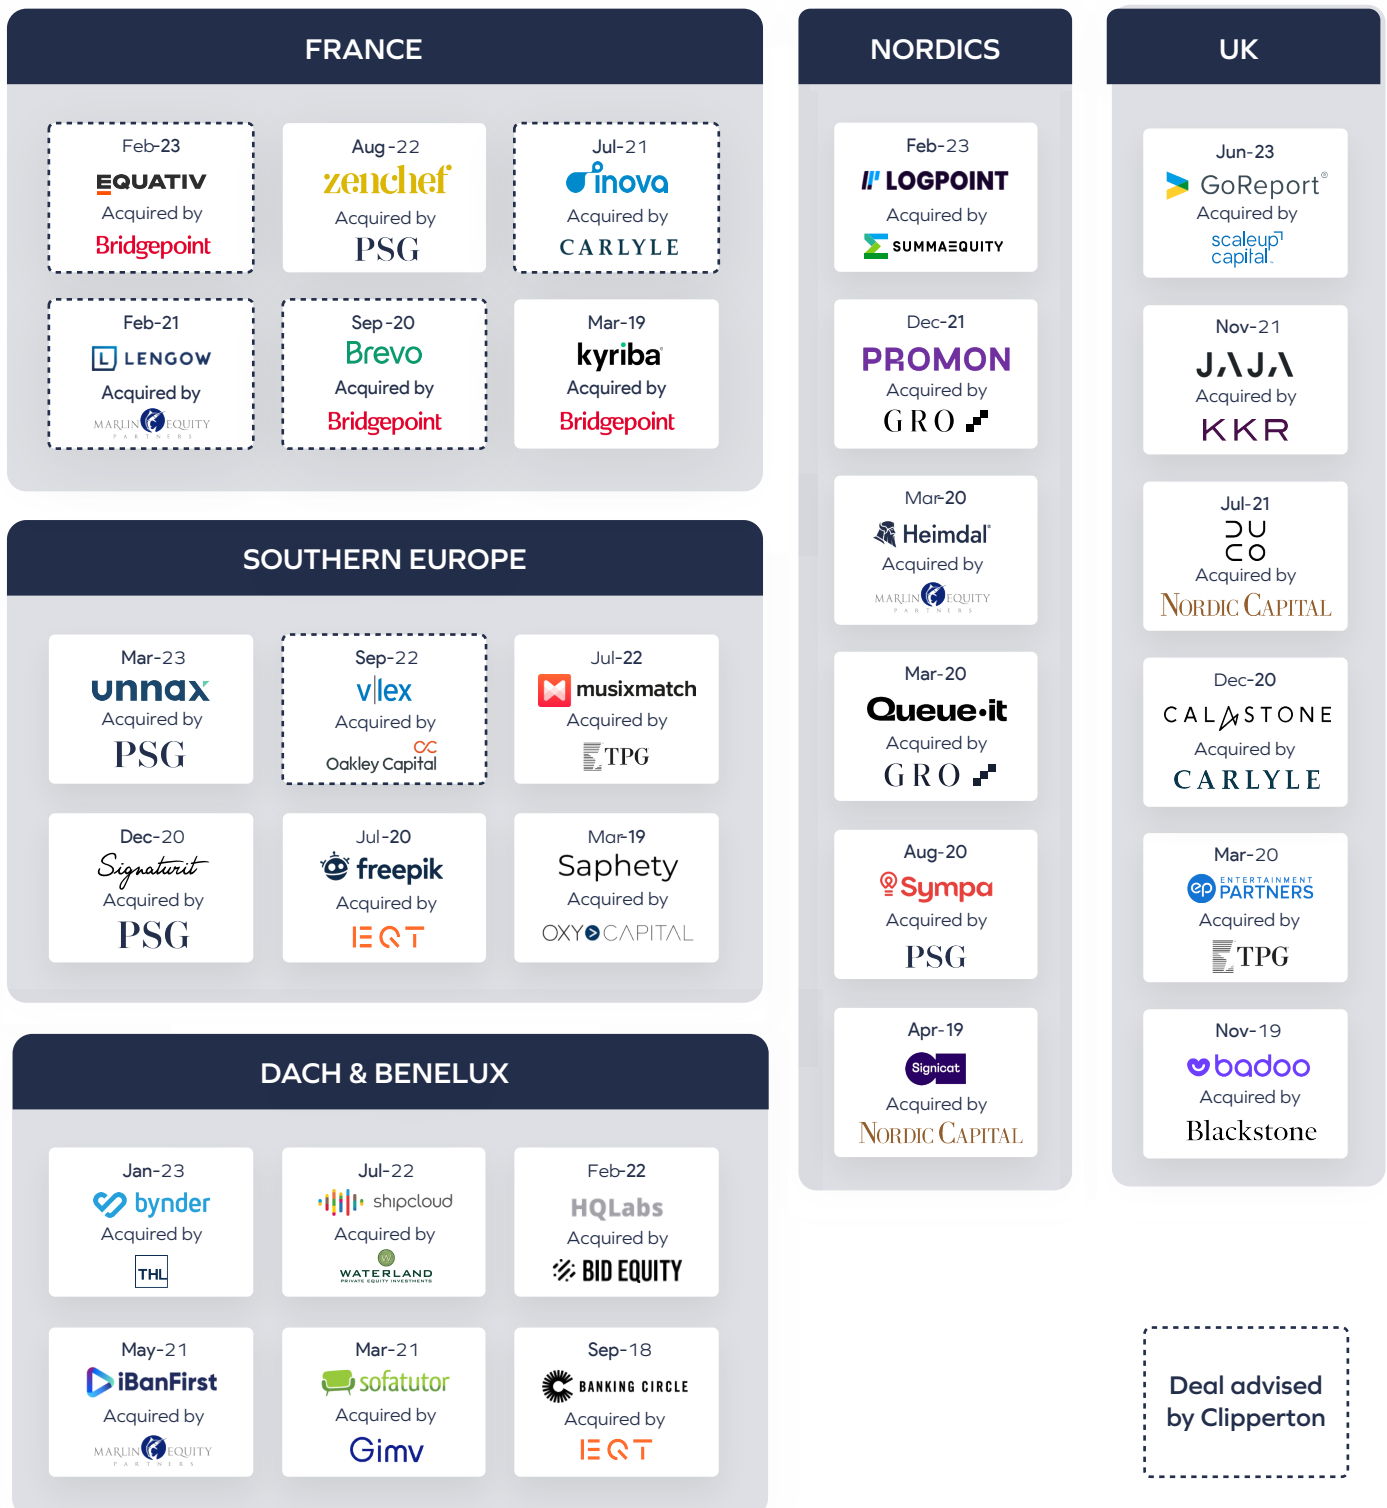 FRANCE
Feb-23
EQUATIV
Acquired by
Bridgepoint
Aug-22
zenchef
Acquired by
PSG
Jul-21
inova
Acquired by
CARLYLE
Feb-21
L LENGOW
Acquired by
MARLIN EQUITY
PARTNERS
Sep-20
Brevo
Acquired by
Bridgepoint
Mar-19
kyriba
Acquired by
Bridgepoint
SOUTHERN EUROPE
Mar-23
unnax
Acquired by
PSG
Sep-22
v|lex
Acquired by
Oakley Capital
Jul-22
musixmatch
Acquired by
TPG
Dec-20
Signaturit
Acquired by
PSG
Jul-20
freepik
Acquired by
EQT
Mar-19
Saphety
Acquired by
OXY CAPITAL
DACH & BENELUX
Jan-23
bynder
Acquired by
THL
Jul-22
shipcloud
Acquired by
W
WATERLAND
PRIVATE EQUITY INVESTMENTS
Feb-22
HQLabs
Acquired by
BID EQUITY
May-21
iBanFirst
Acquired by
MARLIN EQUITY
PARTNERS
Mar-21
sofatutor
Acquired by
Gimv
Sep-18
BANKING CIRCLE
Acquired by
EQT
NORDICS
Feb-23
LOGPOINT
Acquired by
SUMMAEQUITY
Dec-21
PROMON
Acquired by
GRO
Mar-20
Heimdal
Acquired by
MARLIN EQUITY
PARTNERS
Mar-20
Queue-it
Acquired by
GRO
Aug-20
Sympa
Acquired by
PSG
Apr-19
Signicat
Acquired by
NORDIC CAPITAL
UK
Jun-23
GoReport®
Acquired by
scaleup
capital
Nov-21
JAJA
Acquired by
KKR
Jul-21
DU
CO
Acquired by
NORDIC CAPITAL
Dec-20
CALASTONE
Acquired by
CARLYLE
Mar-20
ep ENTERTAINMENT
PARTNERS
Acquired by
TPG
Nov-19
badoo
Acquired by
Blackstone
Deal advised
by Clipperton